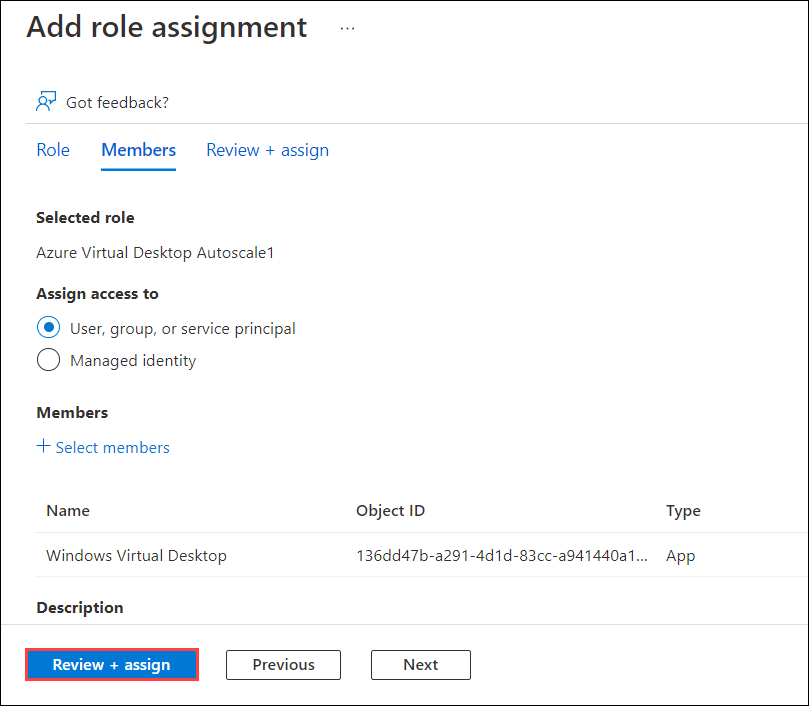 Add role assignment ...
Got feedback?
Role Members Review + assign
Selected role
Azure Virtual Desktop Autoscale1
Assign access to
User, group, or service principal
Managed identity
Members
+ Select members
Name Object ID Type
Windows Virtual Desktop 136dd47b-a291-4d1d-83cc-a941440a1... App
Description
Review + assign Previous Next